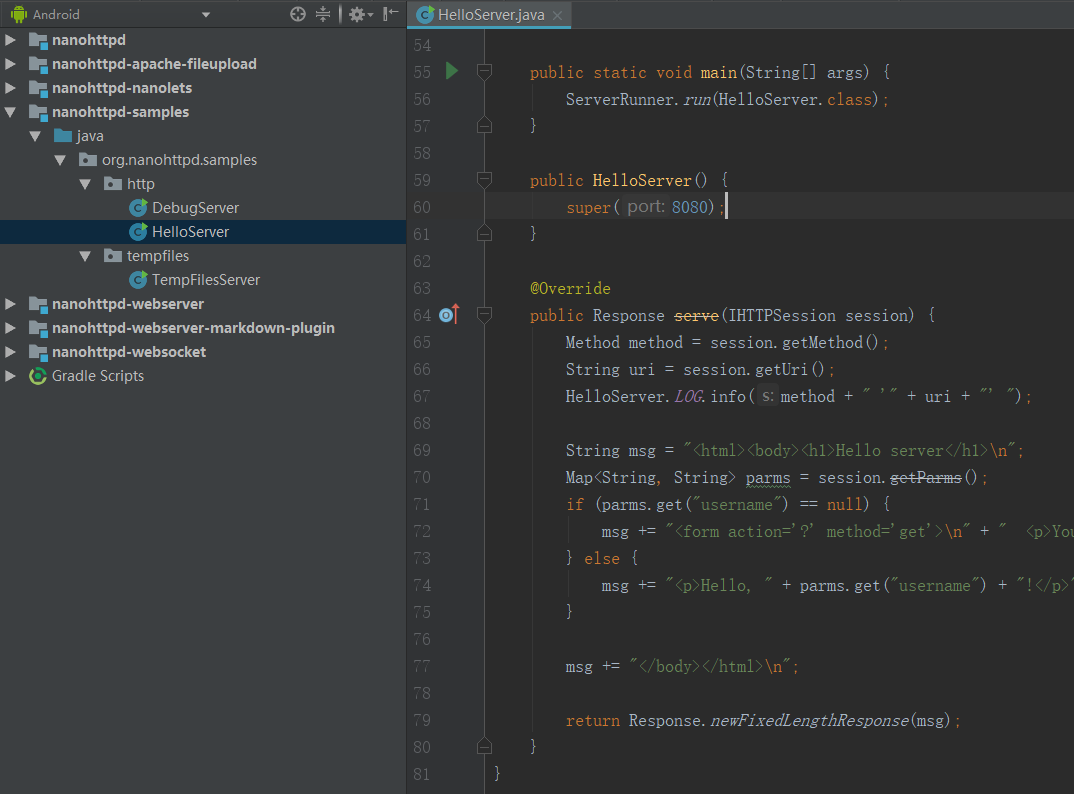 Android
HelloServer.java
nanohttpd
nanohttpd-apache-fileupload
nanohttpd-nanolets
nanohttpd-samples
java
org.nanohttpd.samples
http
DebugServer
HelloServer
tempfiles
TempFilesServer
nanohttpd-webserver
nanohttpd-webserver-markdown-plugin
nanohttpd-websocket
Gradle Scripts
54
55 public static void main(String[] args) {
56 ServerRunner.run(HelloServer.class);
57 }
58
59 public HelloServer() {
60 super( port: 8080);
61 }
62
63 @Override
64 public Response serve(IHTTPSession session) {
65 Method method = session.getMethod();
66 String uri = session.getUri();
67 HelloServer.LOG.info( s: method + " '" + uri + "' ");
68
69 String msg = "<html><body><h1>Hello server</h1>\n";
70 Map<String, String> parms = session.getParms();
71 if (parms.get("username") == null) {
72 msg += "<form action='?' method='get'>\n" + "  <p>You
73 } else {
74 msg += "<p>Hello, " + parms.get("username") + "!</p>"
75 }
76
77 msg += "</body></html>\n";
78
79 return Response.newFixedLengthResponse(msg);
80 }
81 }